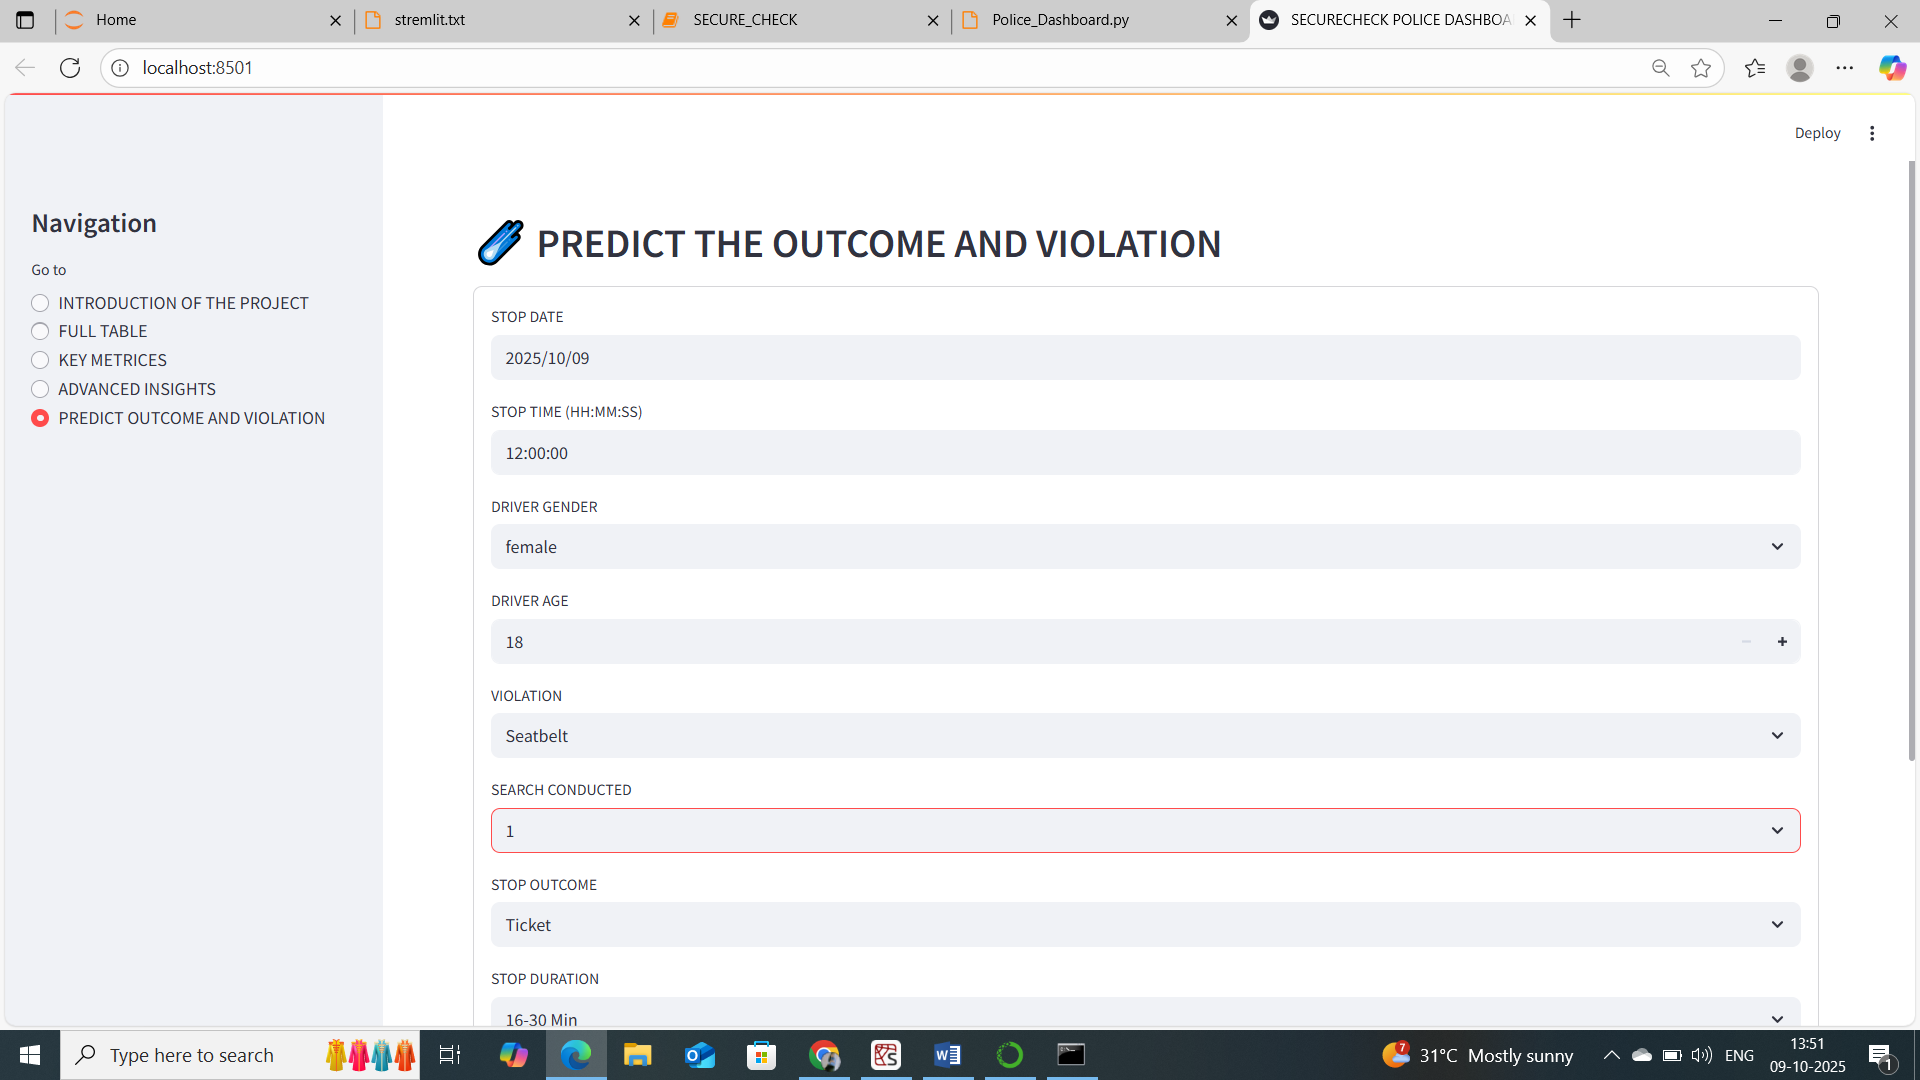 Home
stremlit.txt
SECURE_CHECK
Police_Dashboard.py
SECURECHECK POLICE DASHBOA
localhost:8501
Deploy
Navigation
Go to
INTRODUCTION OF THE PROJECT
FULL TABLE
KEY METRICES
ADVANCED INSIGHTS
PREDICT OUTCOME AND VIOLATION
PREDICT THE OUTCOME AND VIOLATION
STOP DATE
2025/10/09
STOP TIME (HH:MM:SS)
12:00:00
DRIVER GENDER
female
DRIVER AGE
18
VIOLATION
Seatbelt
SEARCH CONDUCTED
1
STOP OUTCOME
Ticket
STOP DURATION
16-30 Min
Type here to search
7
31°C Mostly sunny
ENG
13:51
09-10-2025
1